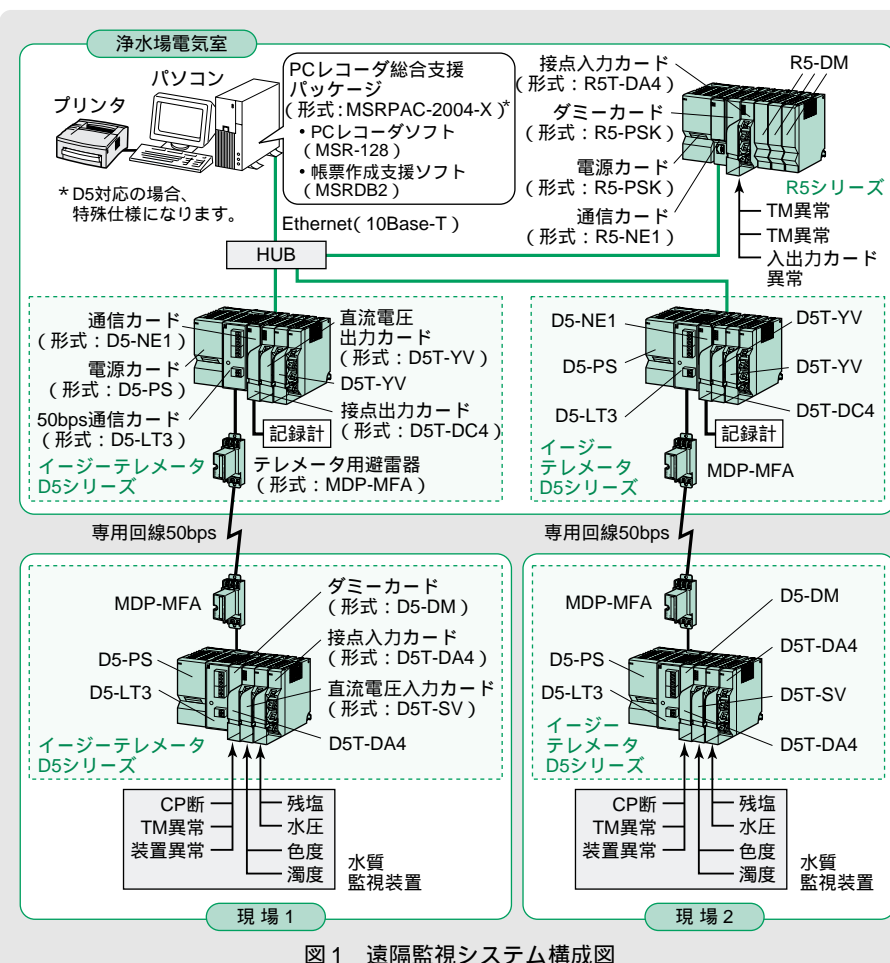 浄水場電気室
パソコン
プリンタ
PCレコーダ総合支援
パッケージ
(形式:MSRPAC-2004-X)*
・PCレコーダソフト
(MSR-128)
・帳票作成支援ソフト
(MSRDB2)
*D5対応の場合、
特殊仕様になります。
接点入力カード
(形式:R5T-DA4)
ダミーカード
(形式:R5-PSK)
電源カード
(形式:R5-PSK)
通信カード
(形式:R5-NE1)
R5-DM
R5シリーズ
TM異常
TM異常
入出力カード
異常
Ethernet(10Base-T)
HUB
通信カード
(形式:D5-NE1)
電源カード
(形式:D5-PS)
50bps通信カード
(形式:D5-LT3)
イージーテレメータ
D5シリーズ
直流電圧
出力カード
(形式:D5T-YV)
D5T-YV
接点出力カード
(形式:D5T-DC4)
記録計
テレメータ用避雷器
(形式:MDP-MFA)
D5-NE1
D5-PS
D5-LT3
イージー
テレメータ
D5シリーズ
D5T-YV
D5T-YV
D5T-DC4
記録計
MDP-MFA
専用回線50bps
専用回線50bps
MDP-MFA
D5-PS
D5-LT3
イージーテレメータ
D5シリーズ
ダミーカード
(形式:D5-DM)
接点入力カード
(形式:D5T-DA4)
直流電圧入力カード
(形式:D5T-SV)
D5T-DA4
CP断
TM異常
装置異常
残塩
水圧
色度
濁度
水質
監視装置
現場1
MDP-MFA
D5-PS
D5-LT3
イージー
テレメータ
D5シリーズ
D5-DM
D5T-DA4
D5T-SV
D5T-DA4
CP断
TM異常
装置異常
残塩
水圧
色度
濁度
水質
監視装置
現場2
図1 遠隔監視システム構成図